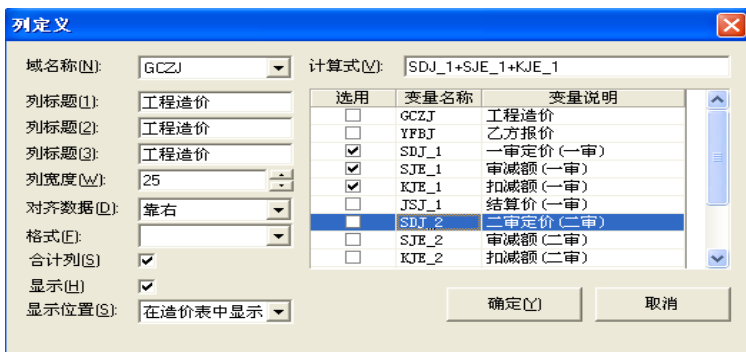 列定义
域名称(N): GCZJ
计算式(V): SDJ_1+SJE_1+KJE_1
列标题(1): 工程造价
列标题(2): 工程造价
列标题(3): 工程造价
列宽度(W): 25
对齐数据(D): 靠右
格式(F):
合计列(S)
显示(H)
显示位置(S): 在造价表中显示
选用 变量名称 变量说明
GCZJ 工程造价
YFBJ 乙方报价
SDJ_1 一审定价(一审)
SJE_1 审减额(一审)
KJE_1 扣减额(一审)
JSJ_1 结算价(一审)
SDJ_2 二审定价(二审)
SJE_2 审减额(二审)
KJE_2 扣减额(二审)
确定(Y) 取消